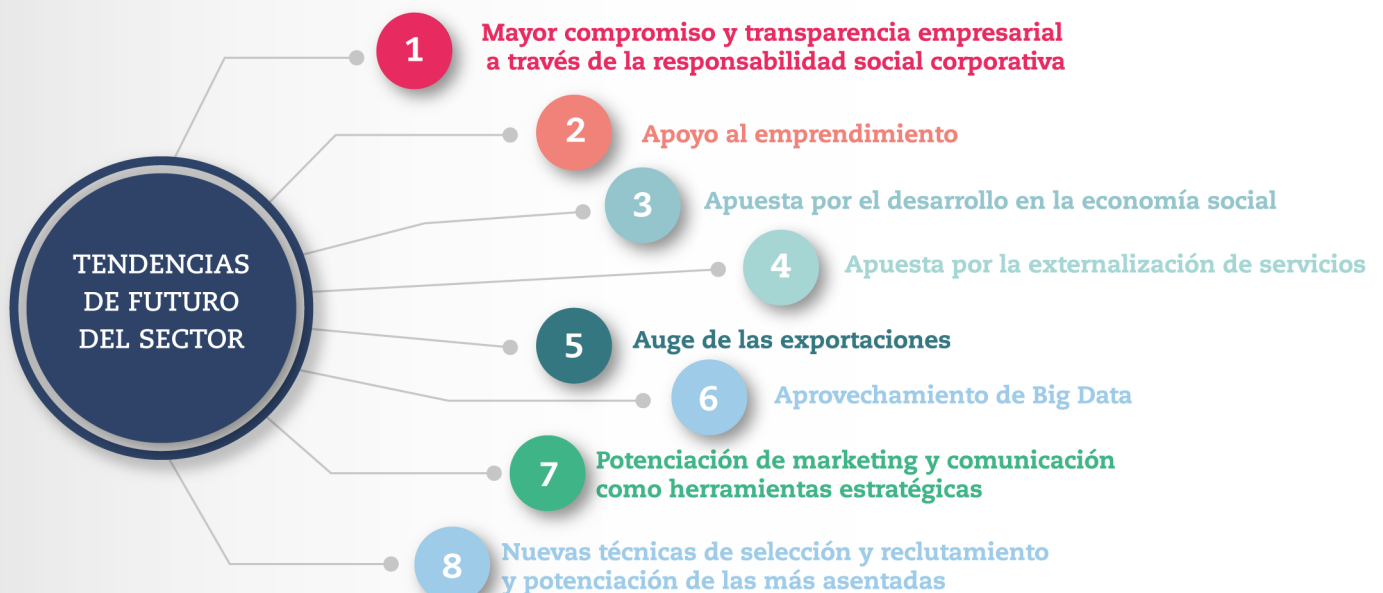 TENDENCIAS
DE FUTURO
DEL SECTOR
1
Mayor compromiso y transparencia empresarial
a través de la responsabilidad social corporativa
2
Apoyo al emprendimiento
3
Apuesta por el desarrollo en la economía social
4
Apuesta por la externalización de servicios
5
Auge de las exportaciones
6
Aprovechamiento de Big Data
7
Potenciación de marketing y comunicación
como herramientas estratégicas
8
Nuevas técnicas de selección y reclutamiento
y potenciación de las más asentadas